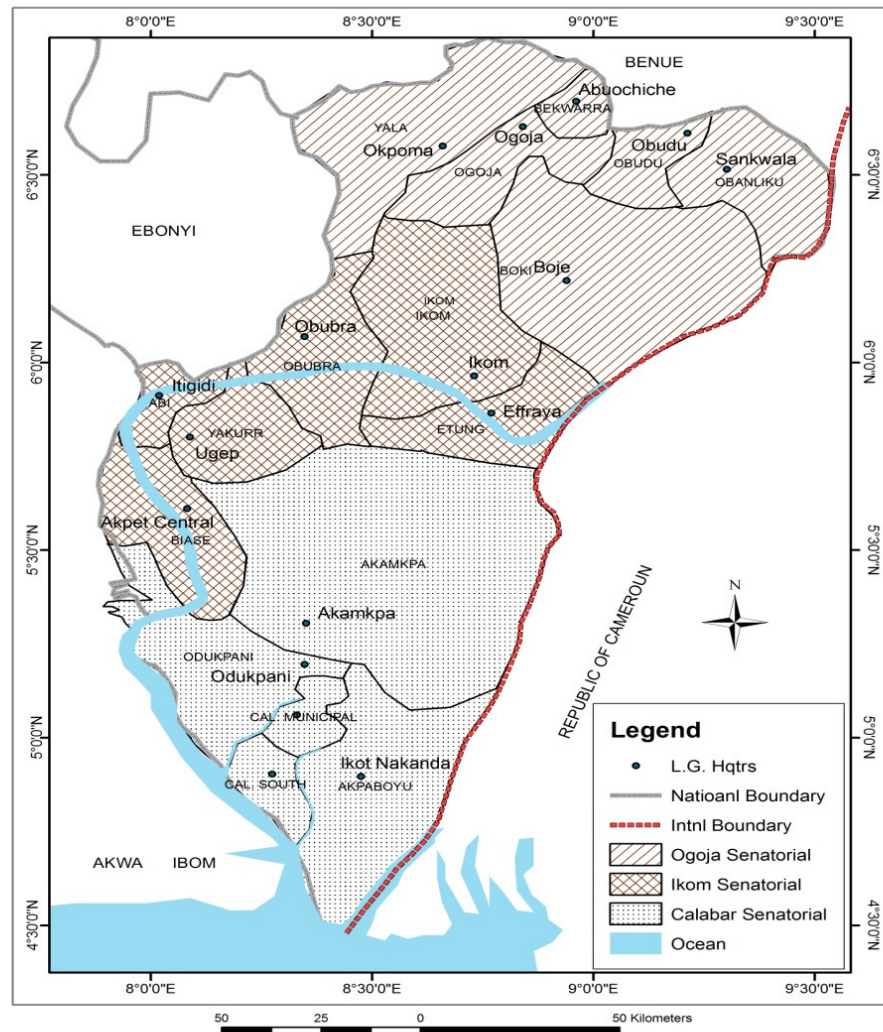 8°0'0"E
8°30'0"E
9°0'0"E
9°30'0"E
BENUE
Abuochiche
BEKWARRA
YALA
Okpoma
Ogoja
OGOJA
Obudu
OBUDU
Sankwala
OBANLIKU
6°30'0"N
6°30'0"N
EBONYI
BOKI
Boje
IKOM
IKOM
Obubra
OBUBRA
Ikom
6°0'0"N
6°0'0"N
Itigidi
ABI
Effraya
ETUNG
YAKURR
Ugep
Akpet Central
BIASE
5°30'0"N
5°30'0"N
AKAMKPA
Akamkpa
N
REPUBLIC OF CAMEROUN
ODUKPANI
Odukpani
CAL. MUNICIPAL
5°0'0"N
5°0'0"N
Ikot Nakanda
AKPABOYU
CAL. SOUTH
AKWA IBOM
4°30'0"N
4°30'0"N
Legend
L.G. Hqtrs
Natioanl Boundary
Intnl Boundary
Ogoja Senatorial
Ikom Senatorial
Calabar Senatorial
Ocean
8°0'0"E
8°30'0"E
9°0'0"E
9°30'0"E
50 25 0 50 Kilometers